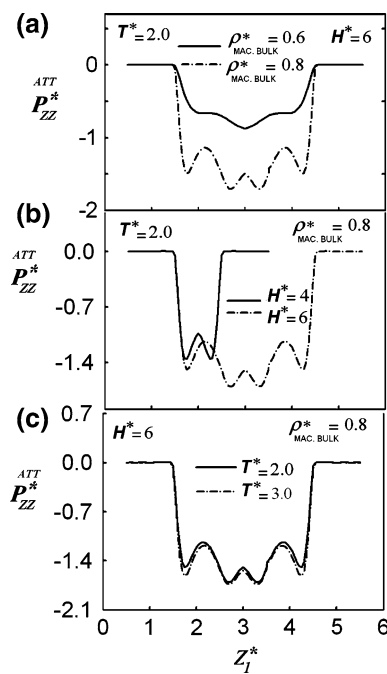 (a)
T*=2.0
ρ* = 0.6
MAC. BULK
ρ* = 0.8
MAC. BULK
H*=6
ATT
P*ZZ
0
-1
-2
(b)
T*=2.0
ρ* = 0.8
MAC. BULK
H*=4
H*=6
ATT
P*ZZ
0.0
-0.7
-1.4
(c)
0.7
H*=6
ρ* = 0.8
MAC. BULK
T*=2.0
T*=3.0
ATT
P*ZZ
0.0
-0.7
-1.4
-2.1
0 1 2 3 4 5 6
Z1*